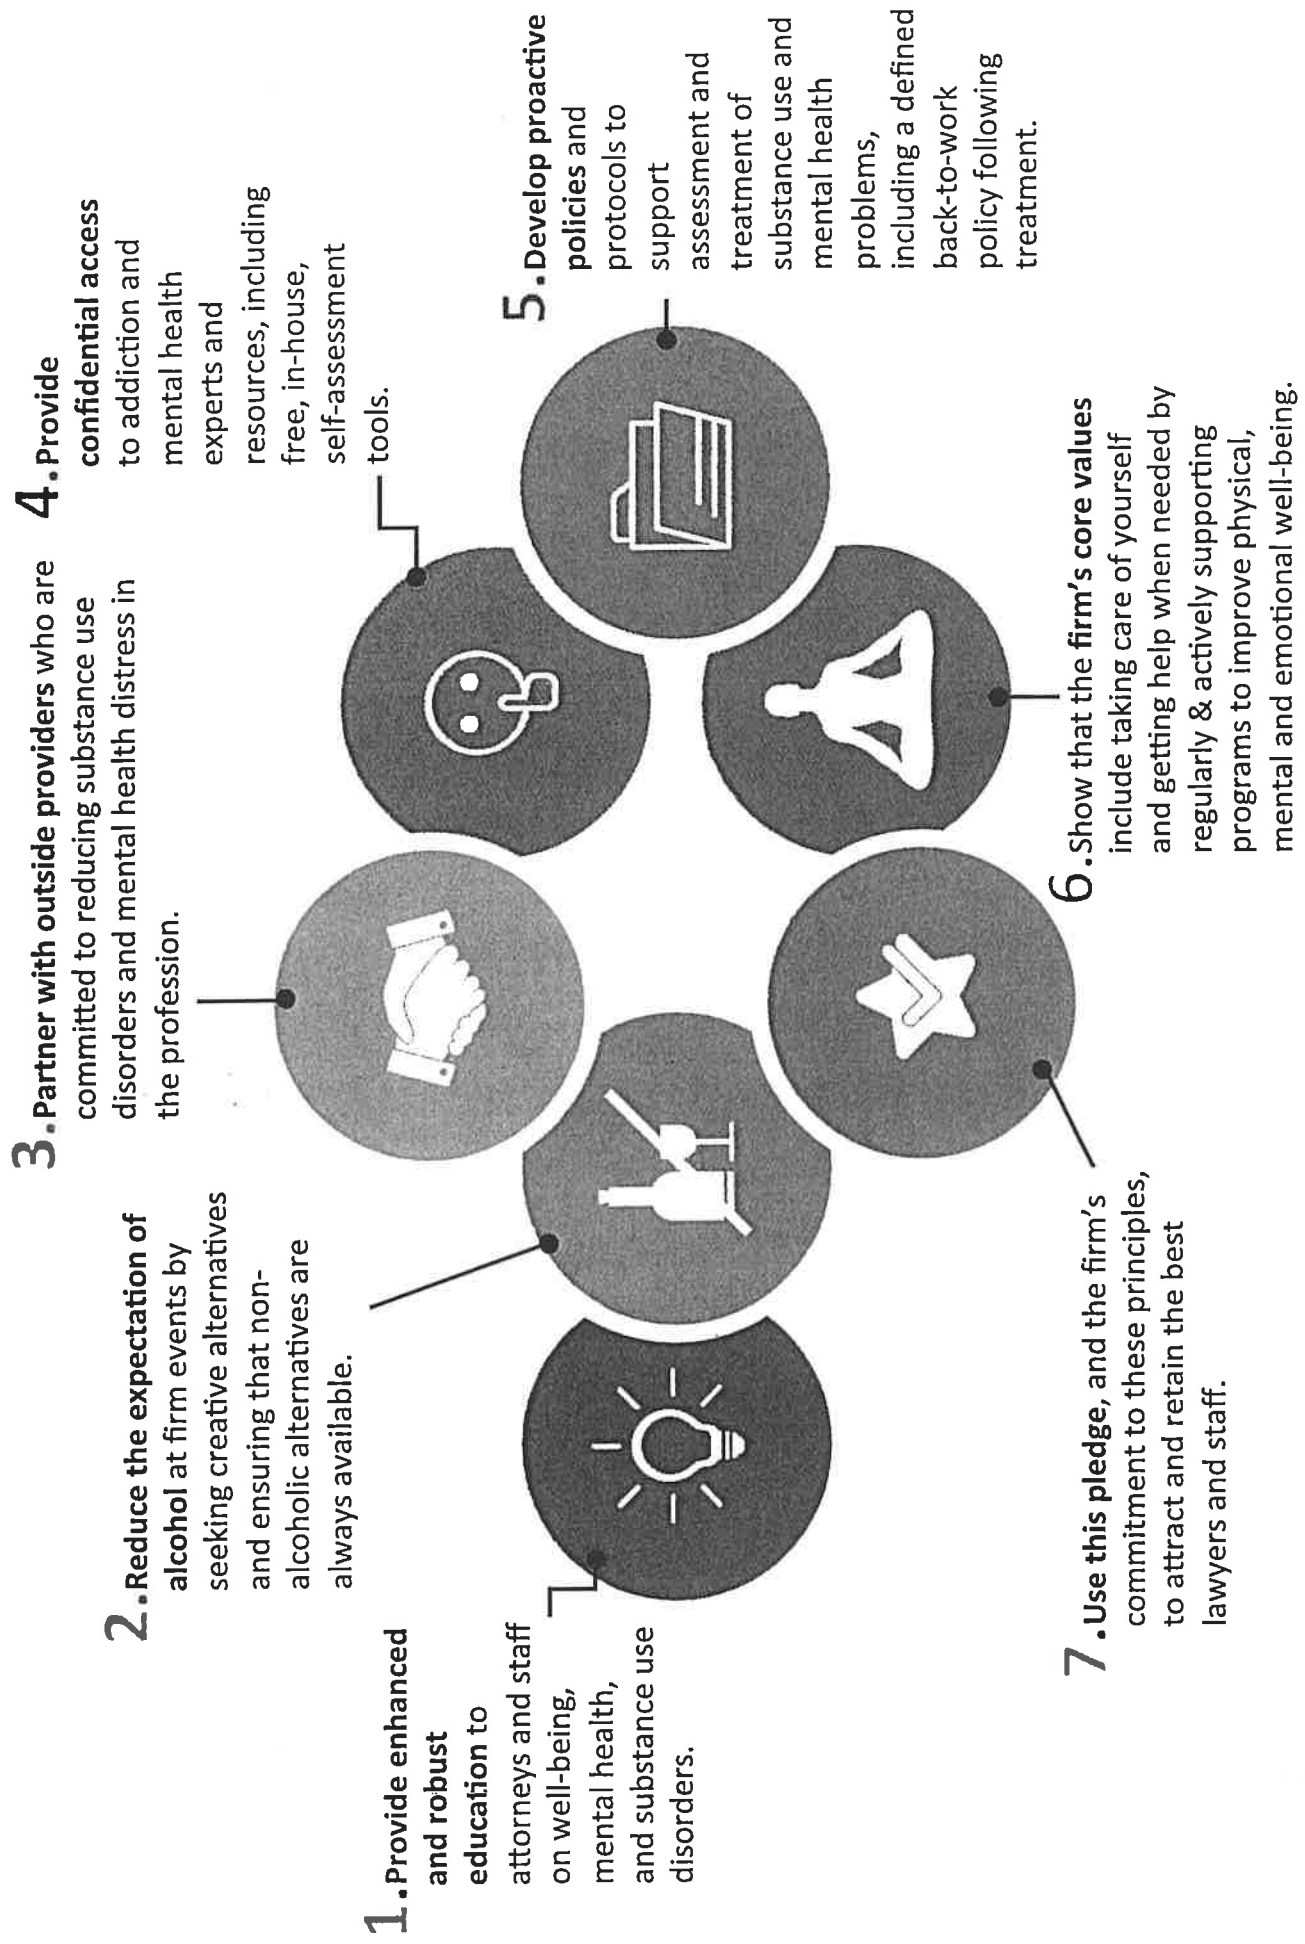 1. Provide enhanced
and robust
education to
attorneys and staff
on well-being,
mental health,
and substance use
disorders.
2. Reduce the expectation of
alcohol at firm events by
seeking creative alternatives
and ensuring that non-
alcoholic alternatives are
always available.
3. Partner with outside providers who are
committed to reducing substance use
disorders and mental health distress in
the profession.
4. Provide
confidential access
to addiction and
mental health
experts and
resources, including
free, in-house,
self-assessment
tools.
5. Develop proactive
policies and
protocols to
support
assessment and
treatment of
substance use and
mental health
problems,
including a defined
back-to-work
policy following
treatment.
6. Show that the firm's core values
include taking care of yourself
and getting help when needed by
regularly & actively supporting
programs to improve physical,
mental and emotional well-being.
7. Use this pledge, and the firm's
commitment to these principles,
to attract and retain the best
lawyers and staff.